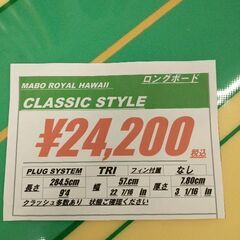 MABO ROYAL HAWAII ロングボード
CLASSIC STYLE
¥24,200 税込
PLUG SYSTEM TRI フィン付属 なし
長さ 284.5cm 幅 57cm 厚さ 7.80cm
9'4 22 7/16 in 3 1/16 in
クラッシュ多数あり 状態ご確認ください